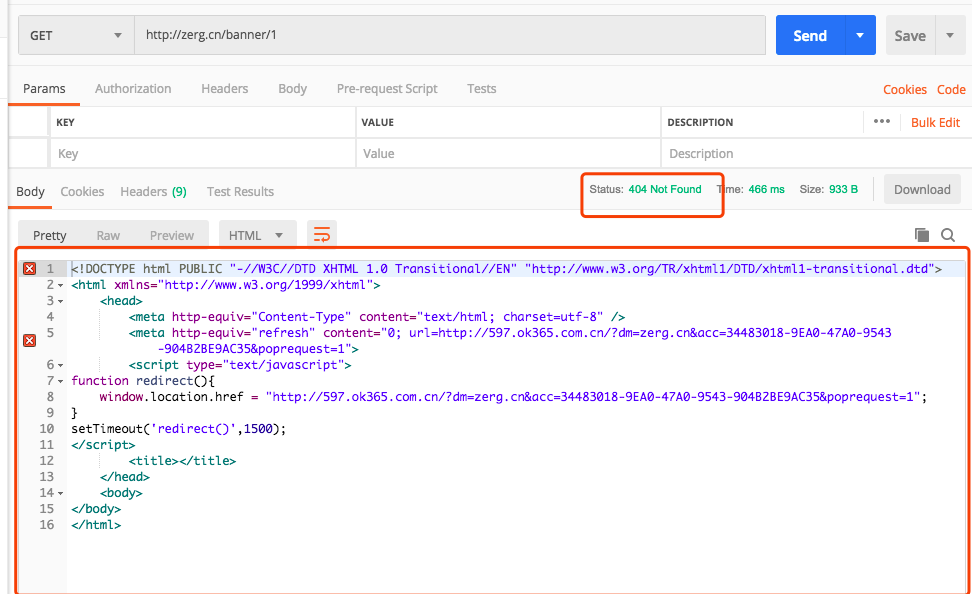 GET http://zerg.cn/banner/1 Send Save
Params Authorization Headers Body Pre-request Script Tests Cookies Code
KEY VALUE DESCRIPTION ••• Bulk Edit
Key Value Description
Body Cookies Headers (9) Test Results Status: 404 Not Found Time: 466 ms Size: 933 B Download
Pretty Raw Preview HTML
1 <!DOCTYPE html PUBLIC "-//W3C//DTD XHTML 1.0 Transitional//EN" "http://www.w3.org/TR/xhtml1/DTD/xhtml1-transitional.dtd">
2 <html xmlns="http://www.w3.org/1999/xhtml">
3 <head>
4 <meta http-equiv="Content-Type" content="text/html; charset=utf-8" />
5 <meta http-equiv="refresh" content="0; url=http://597.ok365.com.cn/?dm=zerg.cn&acc=34483018-9EA0-47A0-9543
-904B2BE9AC35&poprequest=1">
6 <script type="text/javascript">
7 function redirect(){
8 window.location.href = "http://597.ok365.com.cn/?dm=zerg.cn&acc=34483018-9EA0-47A0-9543-904B2BE9AC35&poprequest=1";
9 }
10 setTimeout('redirect()',1500);
11 </script>
12 <title></title>
13 </head>
14 <body>
15 </body>
16 </html>